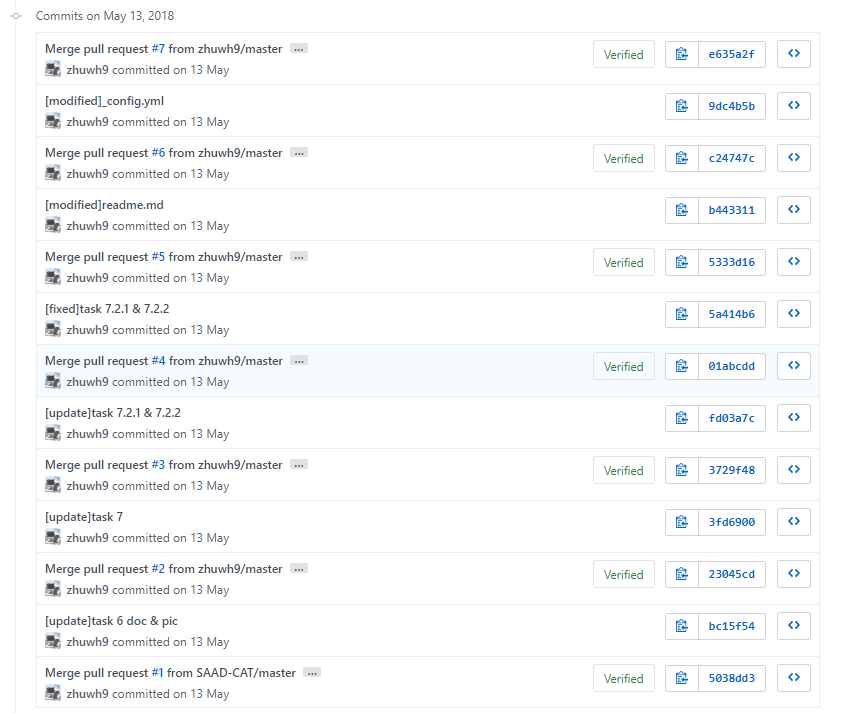 Commits on May 13, 2018
Merge pull request #7 from zhuwh9/master ...
Verified
e635a2f
zhuwh9 committed on 13 May
[modified]_config.yml
9dc4b5b
zhuwh9 committed on 13 May
Merge pull request #6 from zhuwh9/master ...
Verified
c24747c
zhuwh9 committed on 13 May
[modified]readme.md
b443311
zhuwh9 committed on 13 May
Merge pull request #5 from zhuwh9/master ...
Verified
5333d16
zhuwh9 committed on 13 May
[fixed]task 7.2.1 & 7.2.2
5a414b6
zhuwh9 committed on 13 May
Merge pull request #4 from zhuwh9/master ...
Verified
01abcdd
zhuwh9 committed on 13 May
[update]task 7.2.1 & 7.2.2
fd03a7c
zhuwh9 committed on 13 May
Merge pull request #3 from zhuwh9/master ...
Verified
3729f48
zhuwh9 committed on 13 May
[update]task 7
3fd6900
zhuwh9 committed on 13 May
Merge pull request #2 from zhuwh9/master ...
Verified
23045cd
zhuwh9 committed on 13 May
[update]task 6 doc & pic
bc15f54
zhuwh9 committed on 13 May
Merge pull request #1 from SAAD-CAT/master ...
Verified
5038dd3
zhuwh9 committed on 13 May